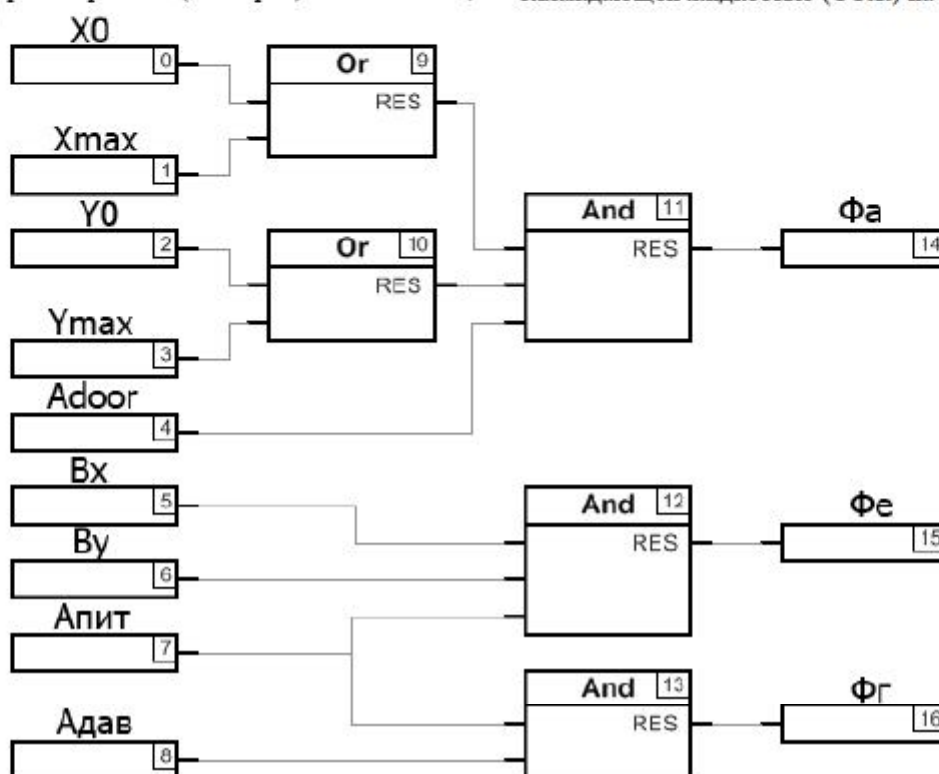 X0
0
Or 9
RES
Xmax
1
Y0
2
Or 10
RES
Ymax
3
Adoor
4
And 11
RES
Фа
14
Bx
5
By
6
And 12
RES
Фе
15
Апит
7
And 13
RES
Фг
16
Адав
8